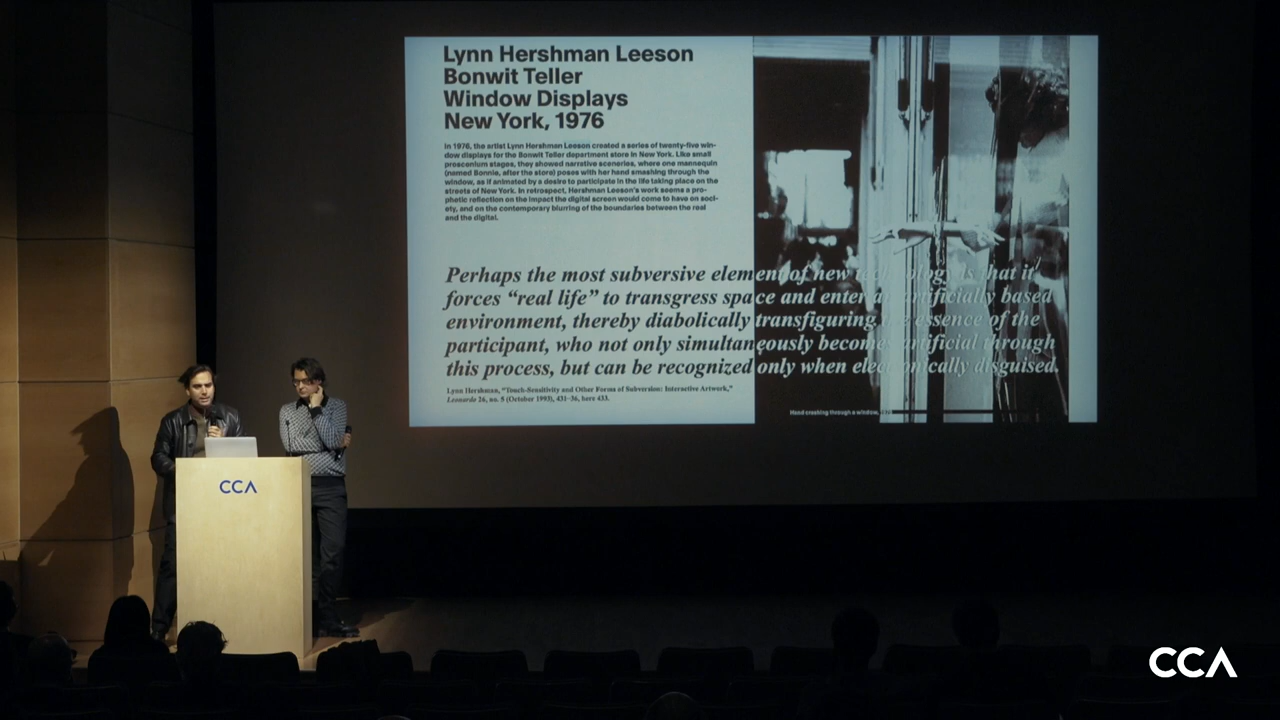 Lynn Hershman Leeson
Bonwit Teller
Window Displays
New York, 1976
In 1976, the artist Lynn Hershman Leeson created a series of twenty-five win-
dow displays for the Bonwit Teller department store in New York. Like small
proscenium stages, they showed narrative sceneries, where one mannequin
(named Bonnie, after the store) poses with her hand smashing through the
window, as if animated by a desire to participate in the life taking place on the
streets of New York. In retrospect, Hershman Leeson's work seems a pro-
phetic reflection on the impact the digital screen would come to have on soci-
ety, and on the contemporary blurring of the boundaries between the real
and the digital.
Perhaps the most subversive element of new technology is that it
forces “real life” to transgress space and enter an artificially based
environment, thereby diabolically transfiguring the essence of the
participant, who not only simultaneously becomes artificial through
this process, but can be recognized only when electronically disguised.
Lynn Hershman, “Touch-Sensitivity and Other Forms of Subversion: Interactive Artwork,”
Leonardo 26, no. 5 (October 1993), 431–36, here 433.
Hand crashing through a window,
CCA
CCA